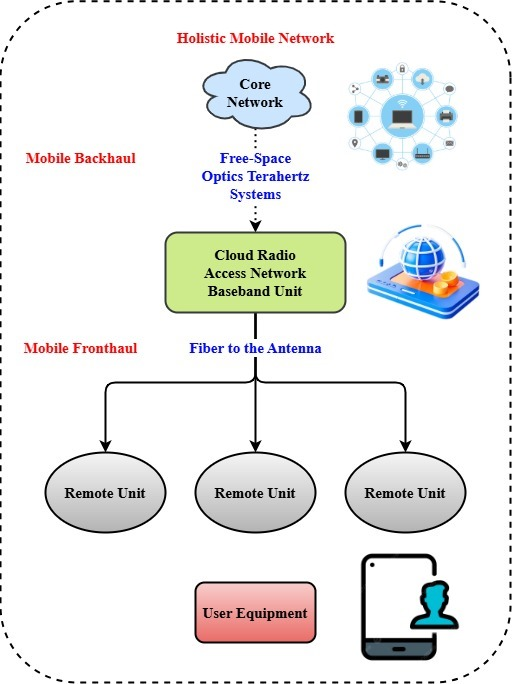 Holistic Mobile Network
Core
Network
Mobile Backhaul
Free-Space
Optics Terahertz
Systems
Cloud Radio
Access Network
Baseband Unit
Mobile Fronthaul
Fiber to the Antenna
Remote Unit
Remote Unit
Remote Unit
User Equipment